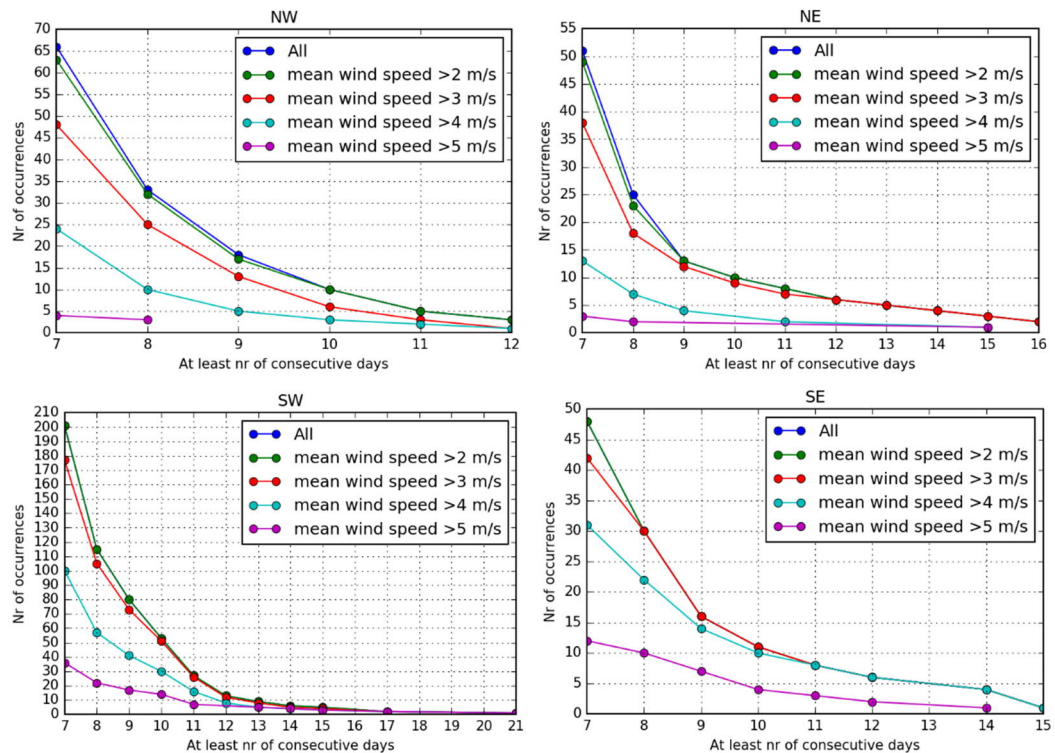 NW
Nr of occurrences
70
65
60
55
50
45
40
35
30
25
20
15
10
5
0
All
mean wind speed >2 m/s
mean wind speed >3 m/s
mean wind speed >4 m/s
mean wind speed >5 m/s
7 8 9 10 11 12
At least nr of consecutive days
NE
Nr of occurrences
55
50
45
40
35
30
25
20
15
10
5
0
All
mean wind speed >2 m/s
mean wind speed >3 m/s
mean wind speed >4 m/s
mean wind speed >5 m/s
7 8 9 10 11 12 13 14 15 16
At least nr of consecutive days
SW
Nr of occurrences
210
200
190
180
170
160
150
140
130
120
110
100
90
80
70
60
50
40
30
20
10
0
All
mean wind speed >2 m/s
mean wind speed >3 m/s
mean wind speed >4 m/s
mean wind speed >5 m/s
7 8 9 10 11 12 13 14 15 16 17 18 19 20 21
At least nr of consecutive days
SE
Nr of occurrences
50
45
40
35
30
25
20
15
10
5
0
All
mean wind speed >2 m/s
mean wind speed >3 m/s
mean wind speed >4 m/s
mean wind speed >5 m/s
7 8 9 10 11 12 13 14 15
At least nr of consecutive days